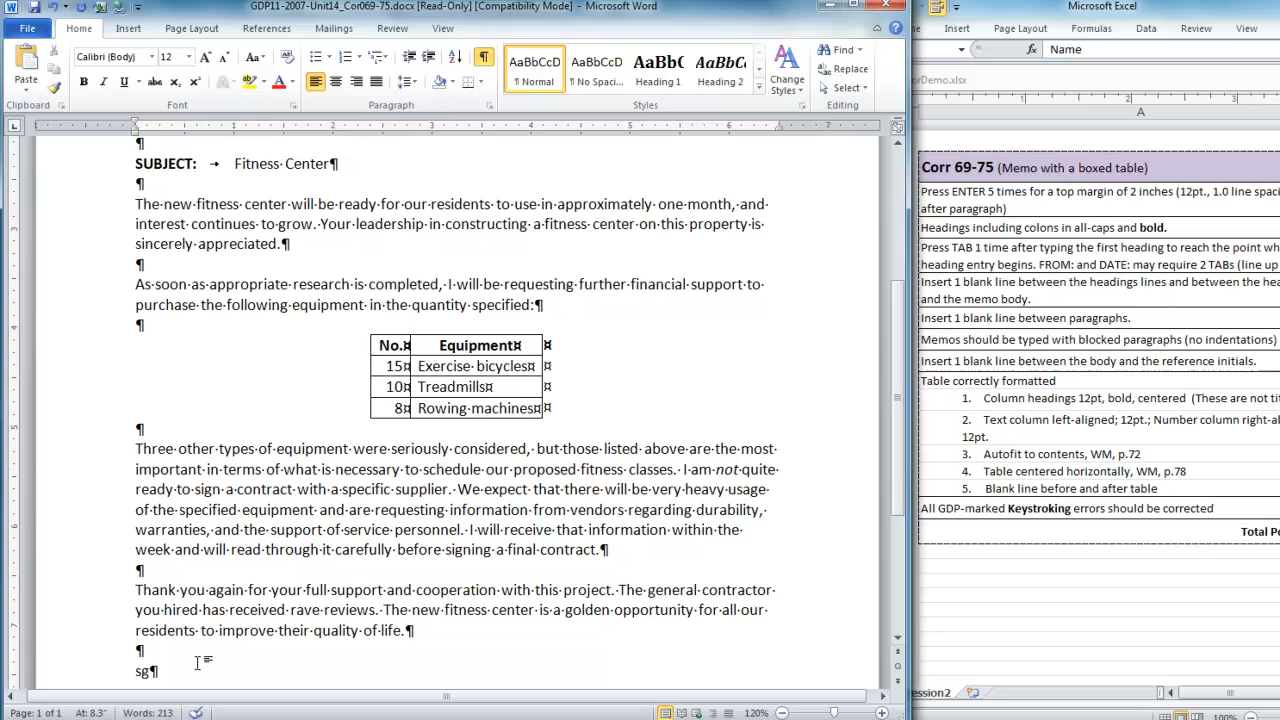 GDP11-2007-Unit14_Cor069-75.docx [Read-Only] [Compatibility Mode] - Microsoft Word
Microsoft Excel
File Home Insert Page Layout References Mailings Review View
Insert Page Layout Formulas Data Review
Calibri (Body) 12
AaBbCcD AaBbCcD AaBbC AaBbCc
Find
Name
Paste
¶ Normal ¶ No Spaci... Heading 1 Heading 2
Change Styles
Replace
Select
Clipboard Font Paragraph Styles Editing
orDemo.xlsx
A
SUBJECT: → Fitness Center¶
The new fitness center will be ready for our residents to use in approximately one month, and
interest continues to grow. Your leadership in constructing a fitness center on this property is
sincerely appreciated.¶
¶
As soon as appropriate research is completed, I will be requesting further financial support to
purchase the following equipment in the quantity specified:¶
¶
No.¤ Equipment¤ ¤
15¤ Exercise bicycles¤ ¤
10¤ Treadmills¤ ¤
8¤ Rowing machines¤ ¤
¶
Three other types of equipment were seriously considered, but those listed above are the most
important in terms of what is necessary to schedule our proposed fitness classes. I am not quite
ready to sign a contract with a specific supplier. We expect that there will be very heavy usage
of the specified equipment and are requesting information from vendors regarding durability,
warranties, and the support of service personnel. I will receive that information within the
week and will read through it carefully before signing a final contract.¶
¶
Thank you again for your full support and cooperation with this project. The general contractor
you hired has received rave reviews. The new fitness center is a golden opportunity for all our
residents to improve their quality of life.¶
¶
sg¶
Page: 1 of 1 At: 8.3" Words: 213 120%
Corr 69-75 (Memo with a boxed table)
Press ENTER 5 times for a top margin of 2 inches (12pt., 1.0 line spaci
after paragraph)
Headings including colons in all-caps and bold.
Press TAB 1 time after typing the first heading to reach the point wh
heading entry begins. FROM: and DATE: may require 2 TABs (line up
Insert 1 blank line between the headings lines and between the hea
and the memo body.
Insert 1 blank line between paragraphs.
Memos should be typed with blocked paragraphs (no indentations)
Insert 1 blank line between the body and the reference initials.
Table correctly formatted
1. Column headings 12pt, bold, centered (These are not tit
2. Text column left-aligned; 12pt.; Number column right-al
12pt.
3. Autofit to contents, WM, p.72
4. Table centered horizontally, WM, p.78
5. Blank line before and after table
All GDP-marked Keystroking errors should be corrected
Total Po
ession2
100%